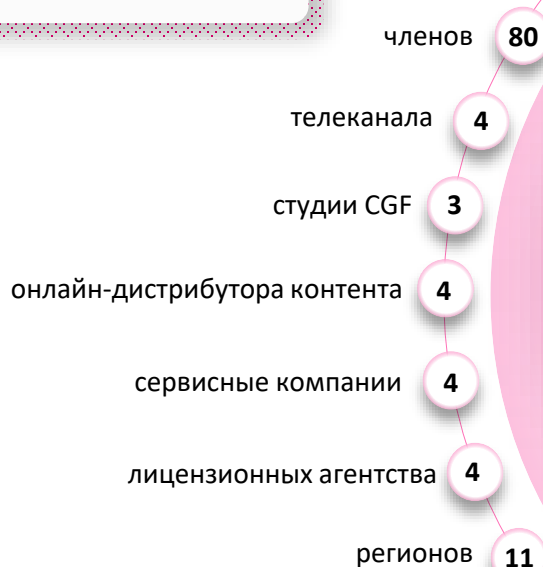 членов 80
телеканала 4
студии CGF 3
онлайн-дистрибутора контента 4
сервисные компании 4
лицензионных агентства 4
регионов 11